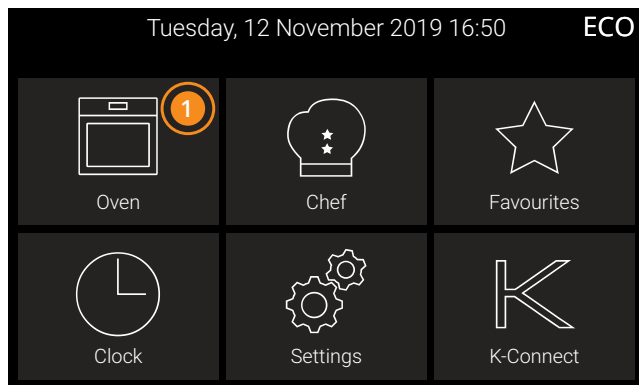 Tuesday, 12 November 2019 16:50 ECO
1
Oven Chef Favourites
Clock Settings K-Connect